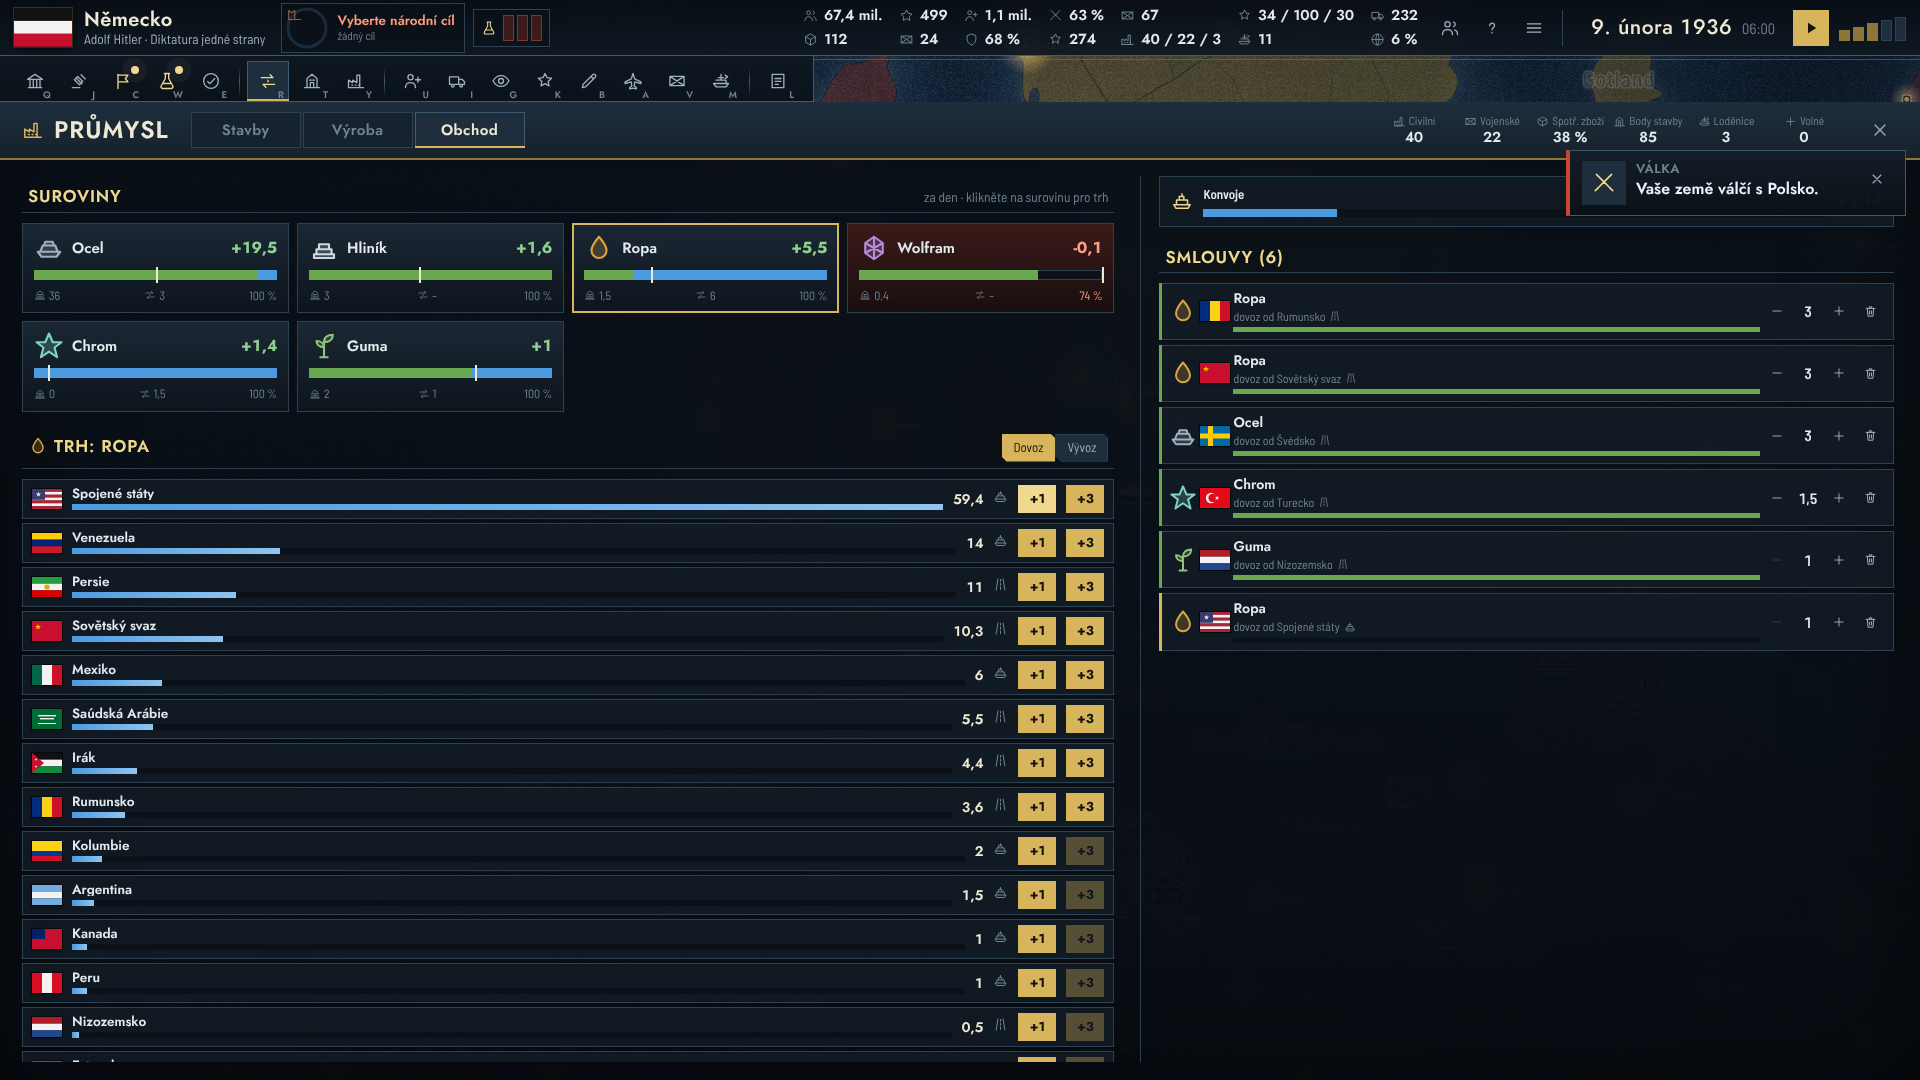 Německo
Adolf Hitler · Diktatura jedné strany
Vyberte národní cíl
žádný cíl
67,4 mil.
499
1,1 mil.
63 %
67
34 / 100 / 30
232
112
24
68 %
274
40 / 22 / 3
11
6 %
?
9. února 1936 06:00
Q
J
C
W
E
R
T
Y
U
I
G
K
B
A
V
M
L
Gotland
PRŮMYSL
Stavby
Výroba
Obchod
Civilní
40
Vojenské
22
Spotř. zboží
38 %
Body stavby
85
Loděnice
3
Volné
0
VÁLKA
Vaše země válčí s Polsko.
SUROVINY
za den · klikněte na surovinu pro trh
Ocel +19,5
36 3 100 %
Hliník +1,6
3 – 100 %
Ropa +5,5
1,5 6 100 %
Wolfram -0,1
0,4 – 74 %
Chrom +1,4
0 1,5 100 %
Guma +1
2 1 100 %
TRH: ROPA
Dovoz
Vývoz
Spojené státy 59,4 +1 +3
Venezuela 14 +1 +3
Persie 11 +1 +3
Sovětský svaz 10,3 +1 +3
Mexiko 6 +1 +3
Saúdská Arábie 5,5 +1 +3
Irák 4,4 +1 +3
Rumunsko 3,6 +1 +3
Kolumbie 2 +1 +3
Argentina 1,5 +1 +3
Kanada 1 +1 +3
Peru 1 +1 +3
Nizozemsko 0,5 +1 +3
Konvoje
SMLOUVY (6)
Ropa
dovoz od Rumunsko
− 3 +
Ropa
dovoz od Sovětský svaz
− 3 +
Ocel
dovoz od Švédsko
− 3 +
Chrom
dovoz od Turecko
− 1,5 +
Guma
dovoz od Nizozemsko
− 1 +
Ropa
dovoz od Spojené státy
− 1 +